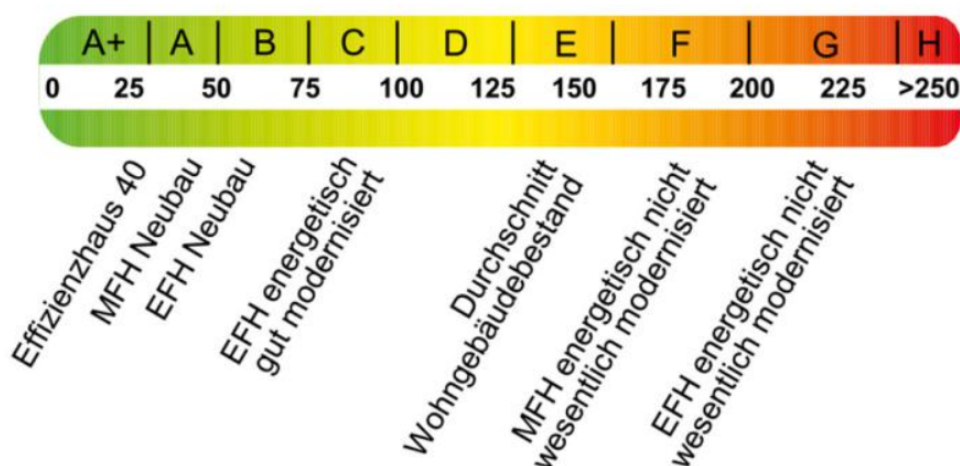 A+ A B C D E F G H
0 25 50 75 100 125 150 175 200 225 >250
Effizienzhaus 40
MFH Neubau
EFH Neubau
EFH energetisch
gut modernisiert
Durchschnitt
Wohngebäudebestand
MFH energetisch nicht
wesentlich modernisiert
EFH energetisch nicht
wesentlich modernisiert